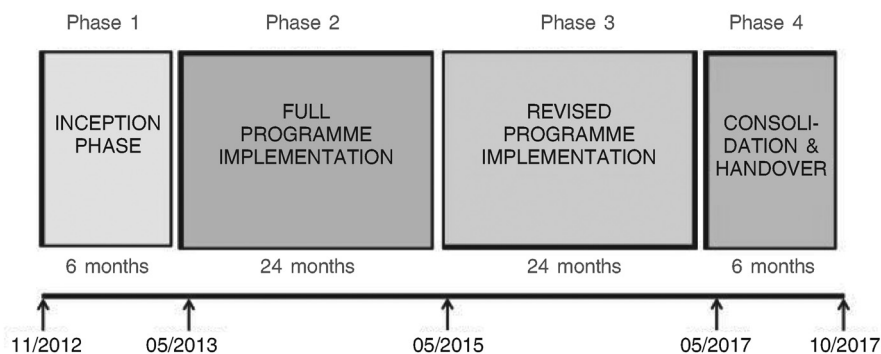 Phase 1
Phase 2
Phase 3
Phase 4
INCEPTION
PHASE
FULL
PROGRAMME
IMPLEMENTATION
REVISED
PROGRAMME
IMPLEMENTATION
CONSOLI-
DATION &
HANDOVER
6 months
24 months
24 months
6 months
11/2012
05/2013
05/2015
05/2017
10/2017